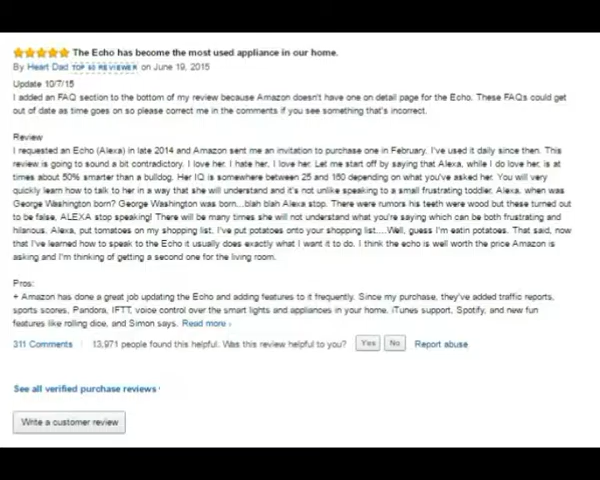 The Echo has become the most used appliance in our home.
By Heart Dad TOP 50 REVIEWER on June 19, 2015
Update 10/7/15
I added an FAQ section to the bottom of my review because Amazon doesn't have one on detail page for the Echo. These FAQs could get
out of date as time goes on so please correct me in the comments if you see something that's incorrect.
Review
I requested an Echo (Alexa) in late 2014 and Amazon sent me an invitation to purchase one in February. I've used it daily since then. This
review is going to sound a bit contradictory. I love her. I hate her, I love her. Let me start off by saying that Alexa, while I do love her, is at
times about 50% smarter than a bulldog. Her IQ is somewhere between 25 and 150 depending on what you've asked her. You will very
quickly learn how to talk to her in a way that she will understand and it's not unlike speaking to a small frustrating toddler. Alexa, when was
George Washington born? George Washington was born...blah blah Alexa stop. There were rumors his teeth were wood but these turned out
to be false, ALEXA stop speaking! There will be many times she will not understand what you're saying which can be both frustrating and
hilarious. Alexa, put tomatoes on my shopping list. I've put potatoes onto your shopping list....Well, guess I'm eatin potatoes. That said, now
that I've learned how to speak to the Echo it usually does exactly what I want it to do. I think the echo is well worth the price Amazon is
asking and I'm thinking of getting a second one for the living room.
Pros:
+ Amazon has done a great job updating the Echo and adding features to it frequently. Since my purchase, they've added traffic reports,
sports scores, Pandora, IFTT, voice control over the smart lights and appliances in your home, iTunes support, Spotify, and new fun
features like rolling dice, and Simon says. Read more ›
311 Comments | 13,971 people found this helpful. Was this review helpful to you? Yes No Report abuse
See all verified purchase reviews ›
Write a customer review